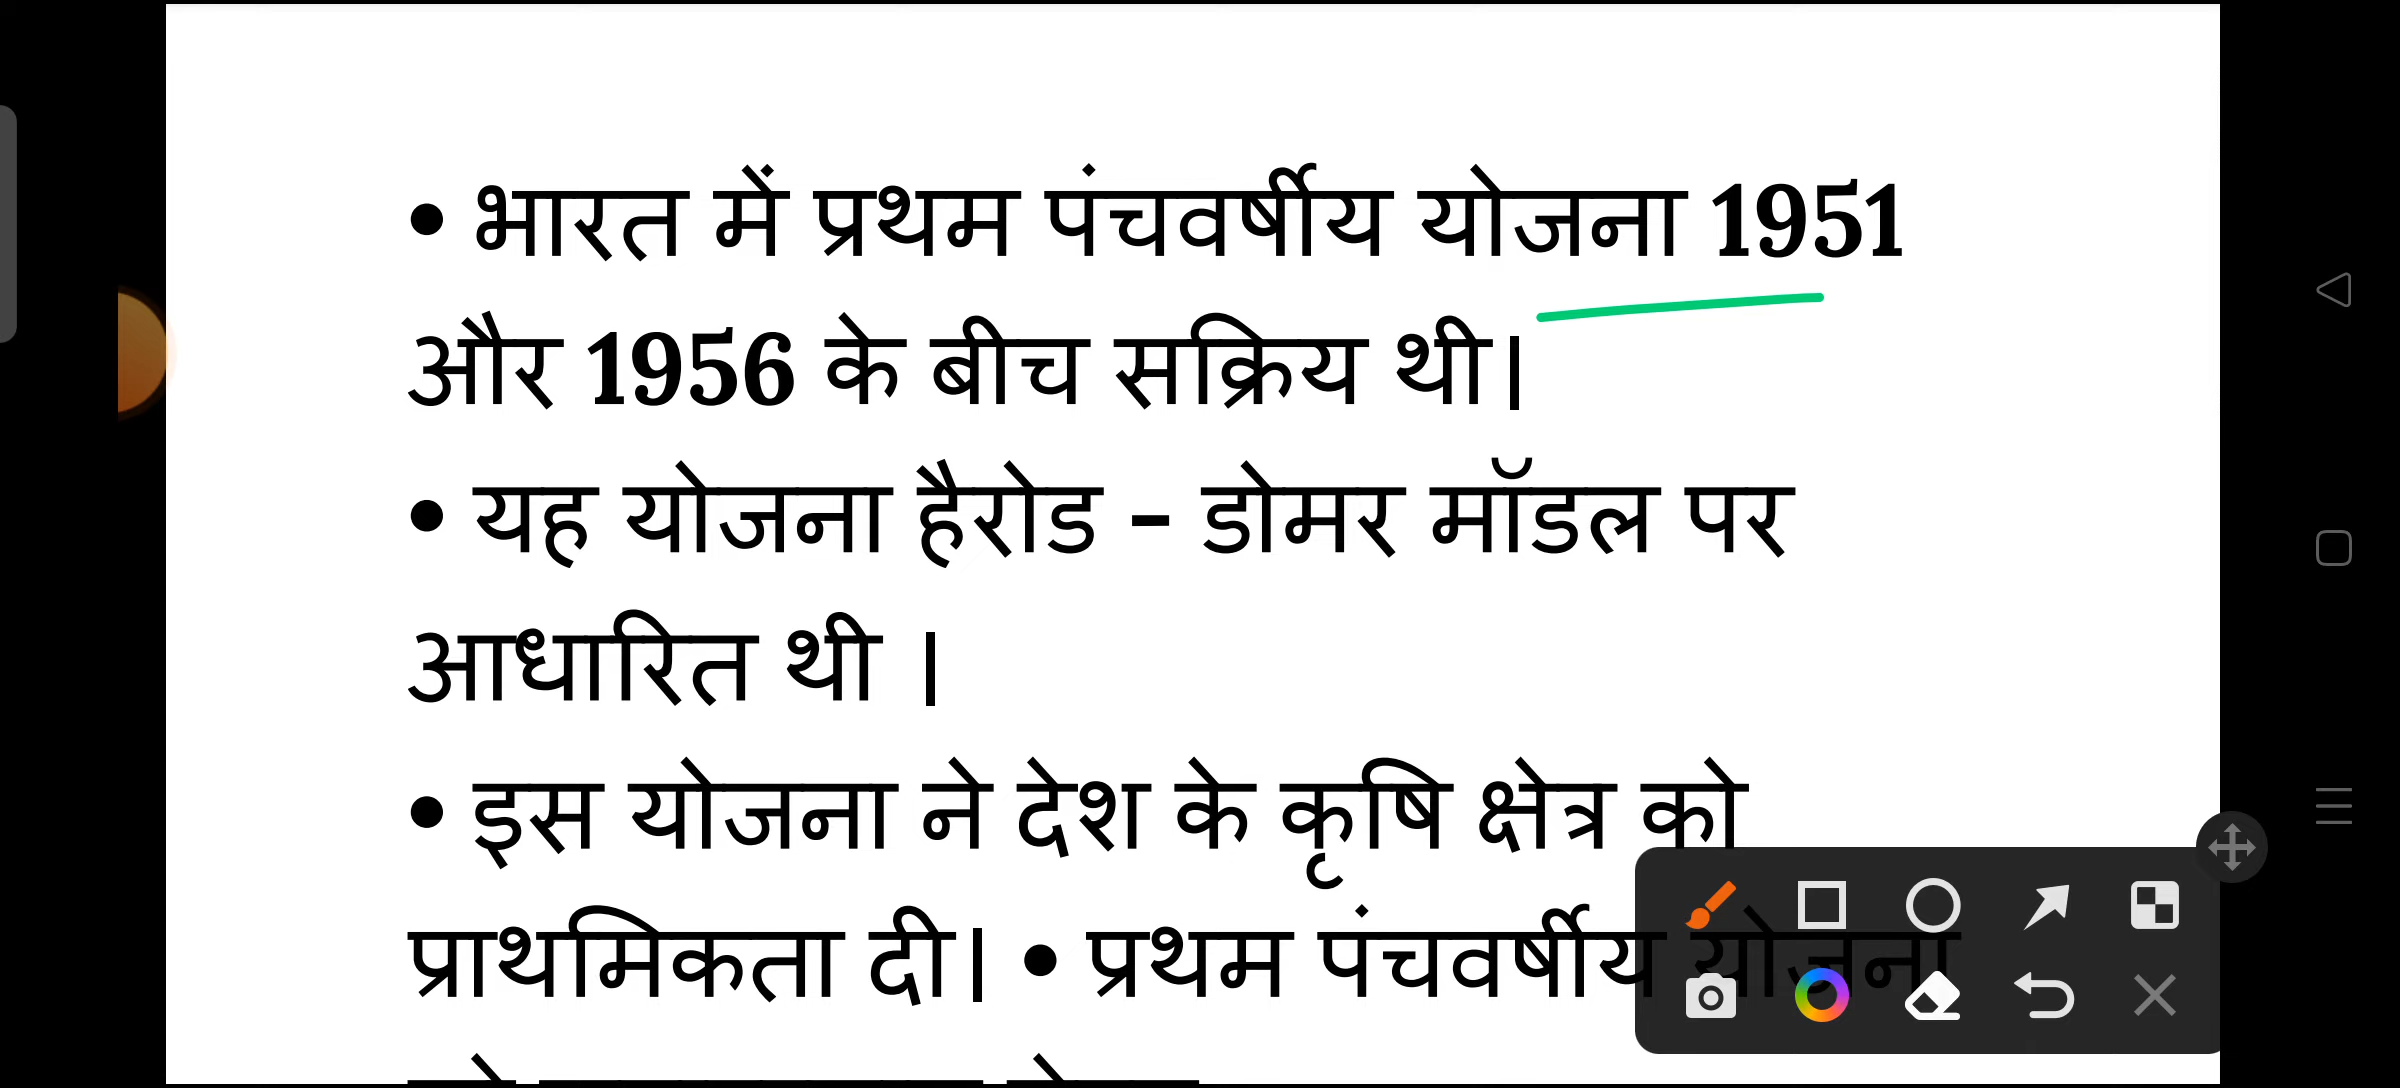 • भारत में प्रथम पंचवर्षीय योजना 1951
और 1956 के बीच सक्रिय थी।
• यह योजना हैरोड - डोमर मॉडल पर
आधारित थी ।
• इस योजना ने देश के कृषि क्षेत्र को
प्राथमिकता दी। • प्रथम पंचवर्षीय योजना